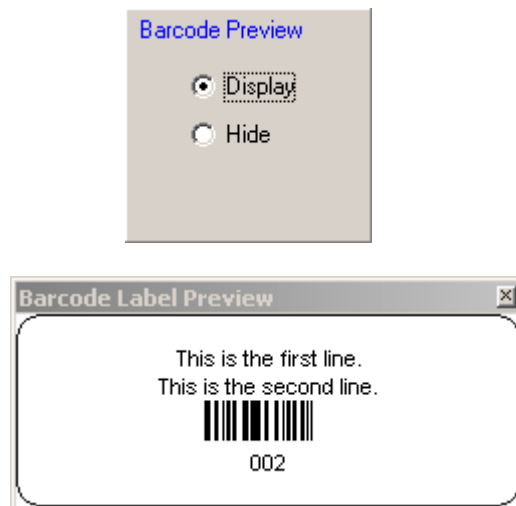 Barcode Preview
Display
Hide
Barcode Label Preview
This is the first line.
This is the second line.
002